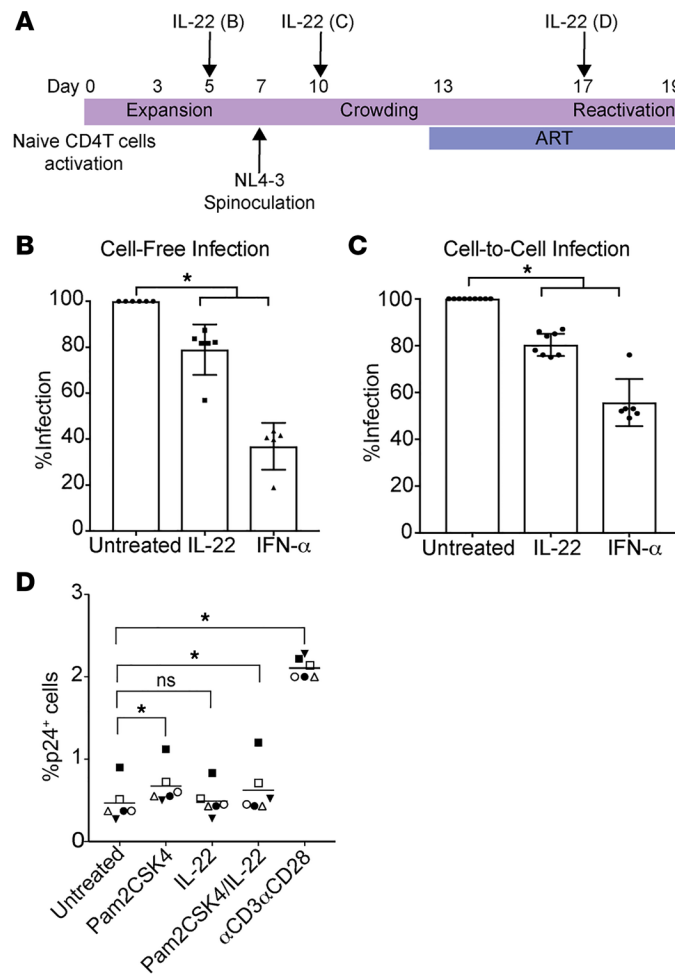 A
IL-22 (B) IL-22 (C) IL-22 (D)
Day 0 3 5 7 10 13 17 19
Expansion Crowding Reactivation
Naive CD4T cells
activation
ART
NL4-3
Spinoculation
B
Cell-Free Infection
*
%Infection
100
80
60
40
20
0
Untreated IL-22 IFN-α
C
Cell-to-Cell Infection
*
%Infection
100
80
60
40
20
0
Untreated IL-22 IFN-α
D
*
*
ns
*
%p24⁺ cells
3
2
1
0
Untreated
Pam2CSK4
IL-22
Pam2CSK4/IL-22
αCD3αCD28